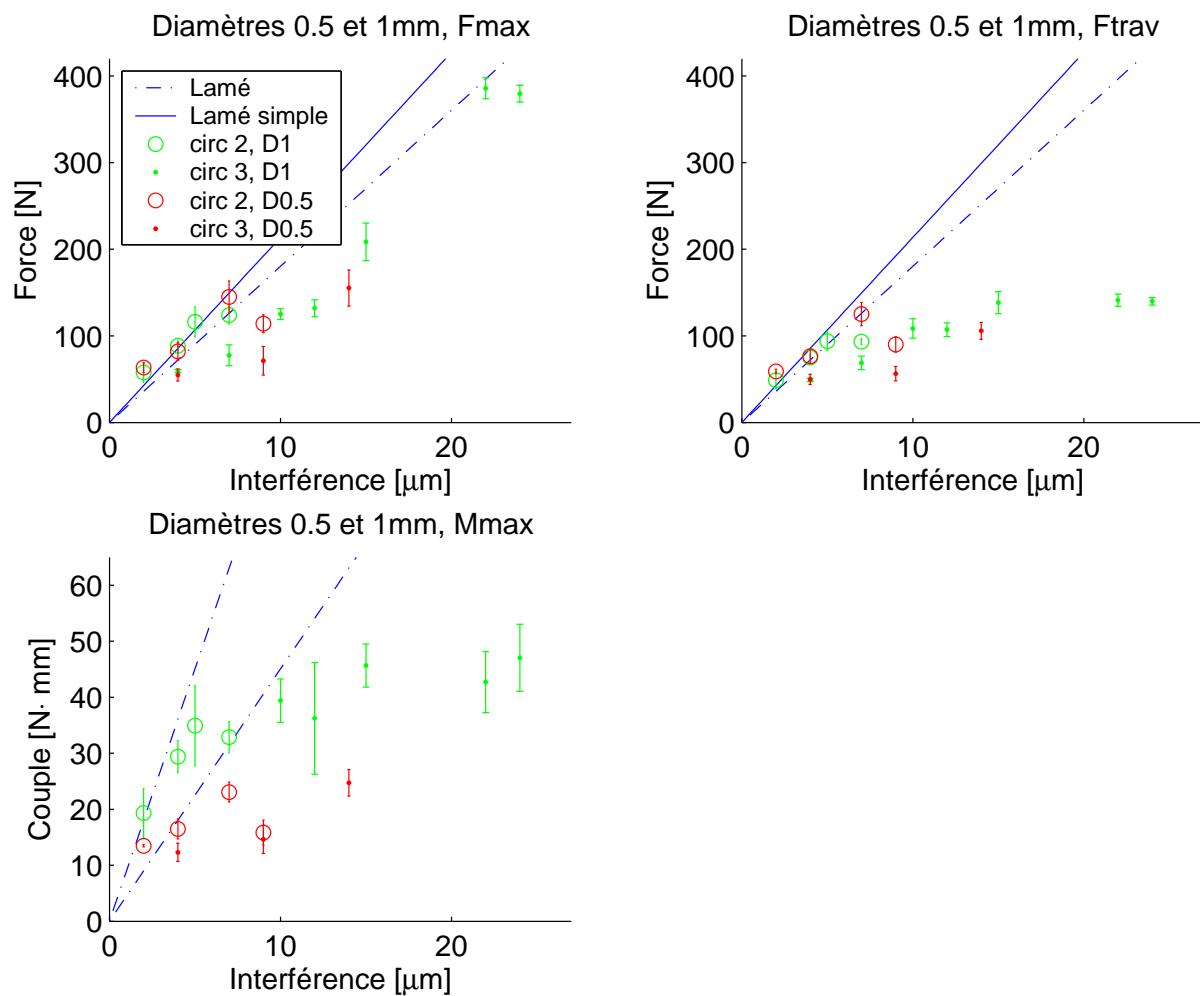 Diamètres 0.5 et 1mm, Fmax
400
300
200
100
0
0
10
20
Force [N]
Interférence [μm]
Lamé
Lamé simple
circ 2, D1
circ 3, D1
circ 2, D0.5
circ 3, D0.5
Diamètres 0.5 et 1mm, Ftrav
400
300
200
100
0
0
10
20
Force [N]
Interférence [μm]
Diamètres 0.5 et 1mm, Mmax
60
50
40
30
20
10
0
0
10
20
Couple [N· mm]
Interférence [μm]